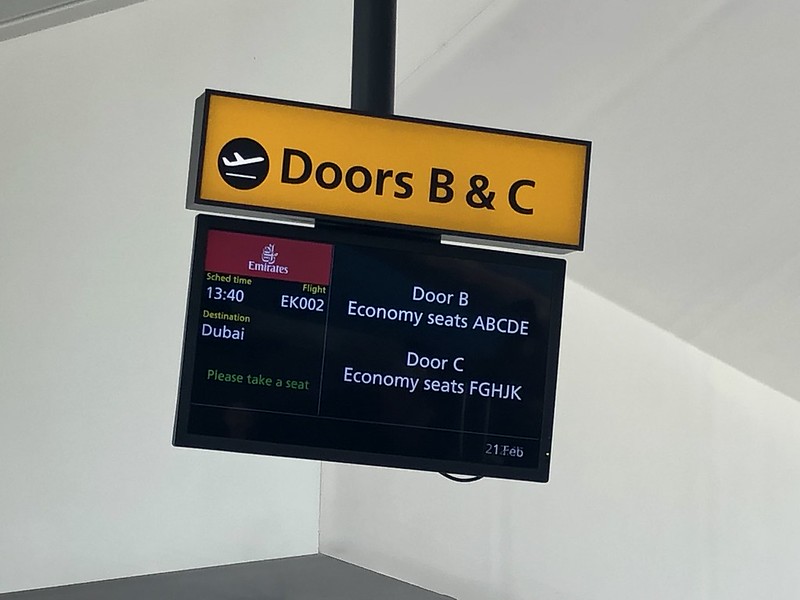 Doors B & C
Emirates
Sched time
Flight
13:40
EK002
Destination
Dubai
Please take a seat
Door B
Economy seats ABCDE
Door C
Economy seats FGHJK
21 Feb